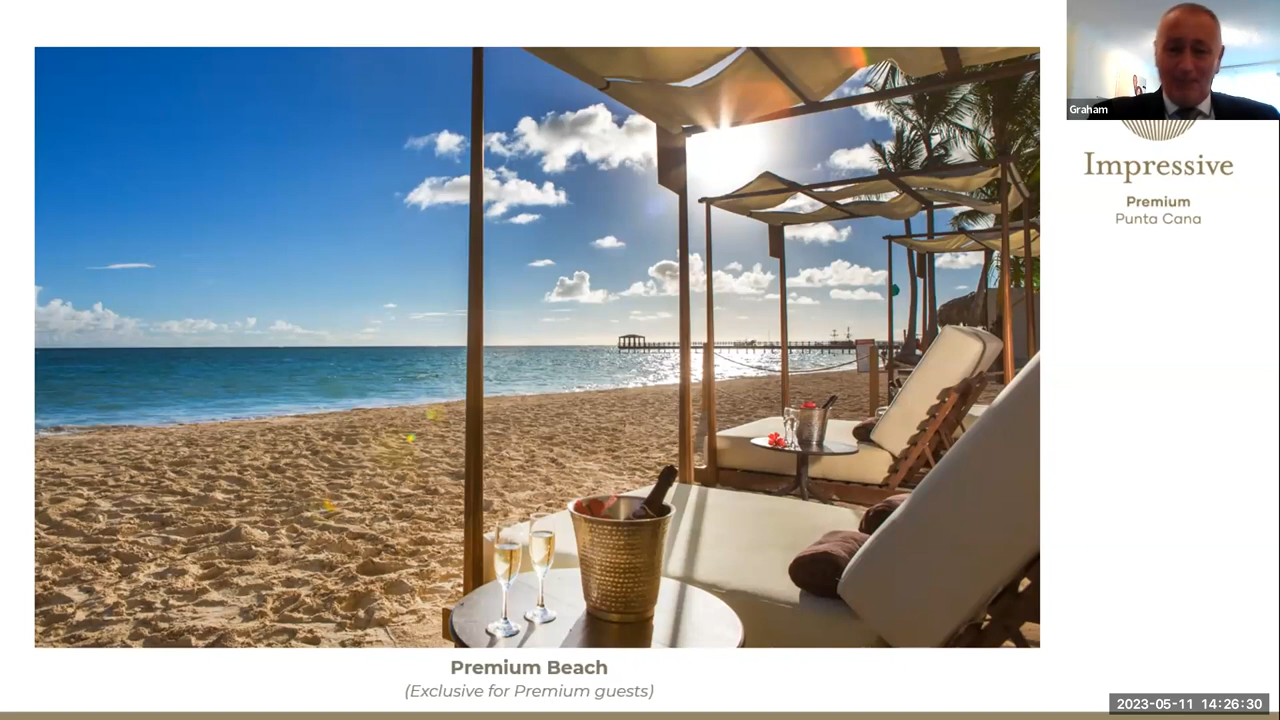 Graham
Impressive
Premium
Punta Cana
Premium Beach
(Exclusive for Premium guests)
2023-05-11 14:26:30